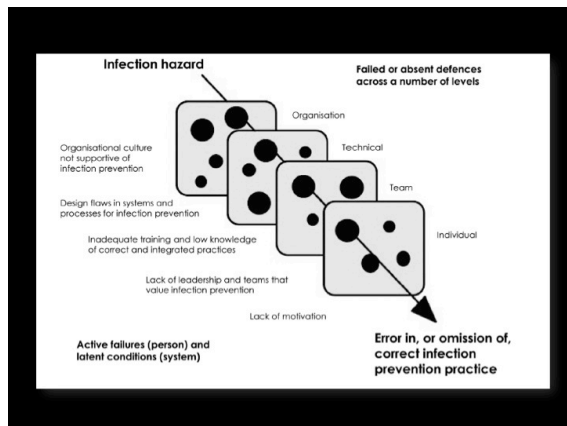 Infection hazard
Failed or absent defences
across a number of levels
Organisation
Technical
Team
Individual
Organisational culture
not supportive of
infection prevention
Design flaws in systems and
processes for infection prevention
Inadequate training and low knowledge
of correct and integrated practices
Lack of leadership and teams that
value infection prevention
Lack of motivation
Active failures (person) and
latent conditions (system)
Error in, or omission of,
correct infection
prevention practice